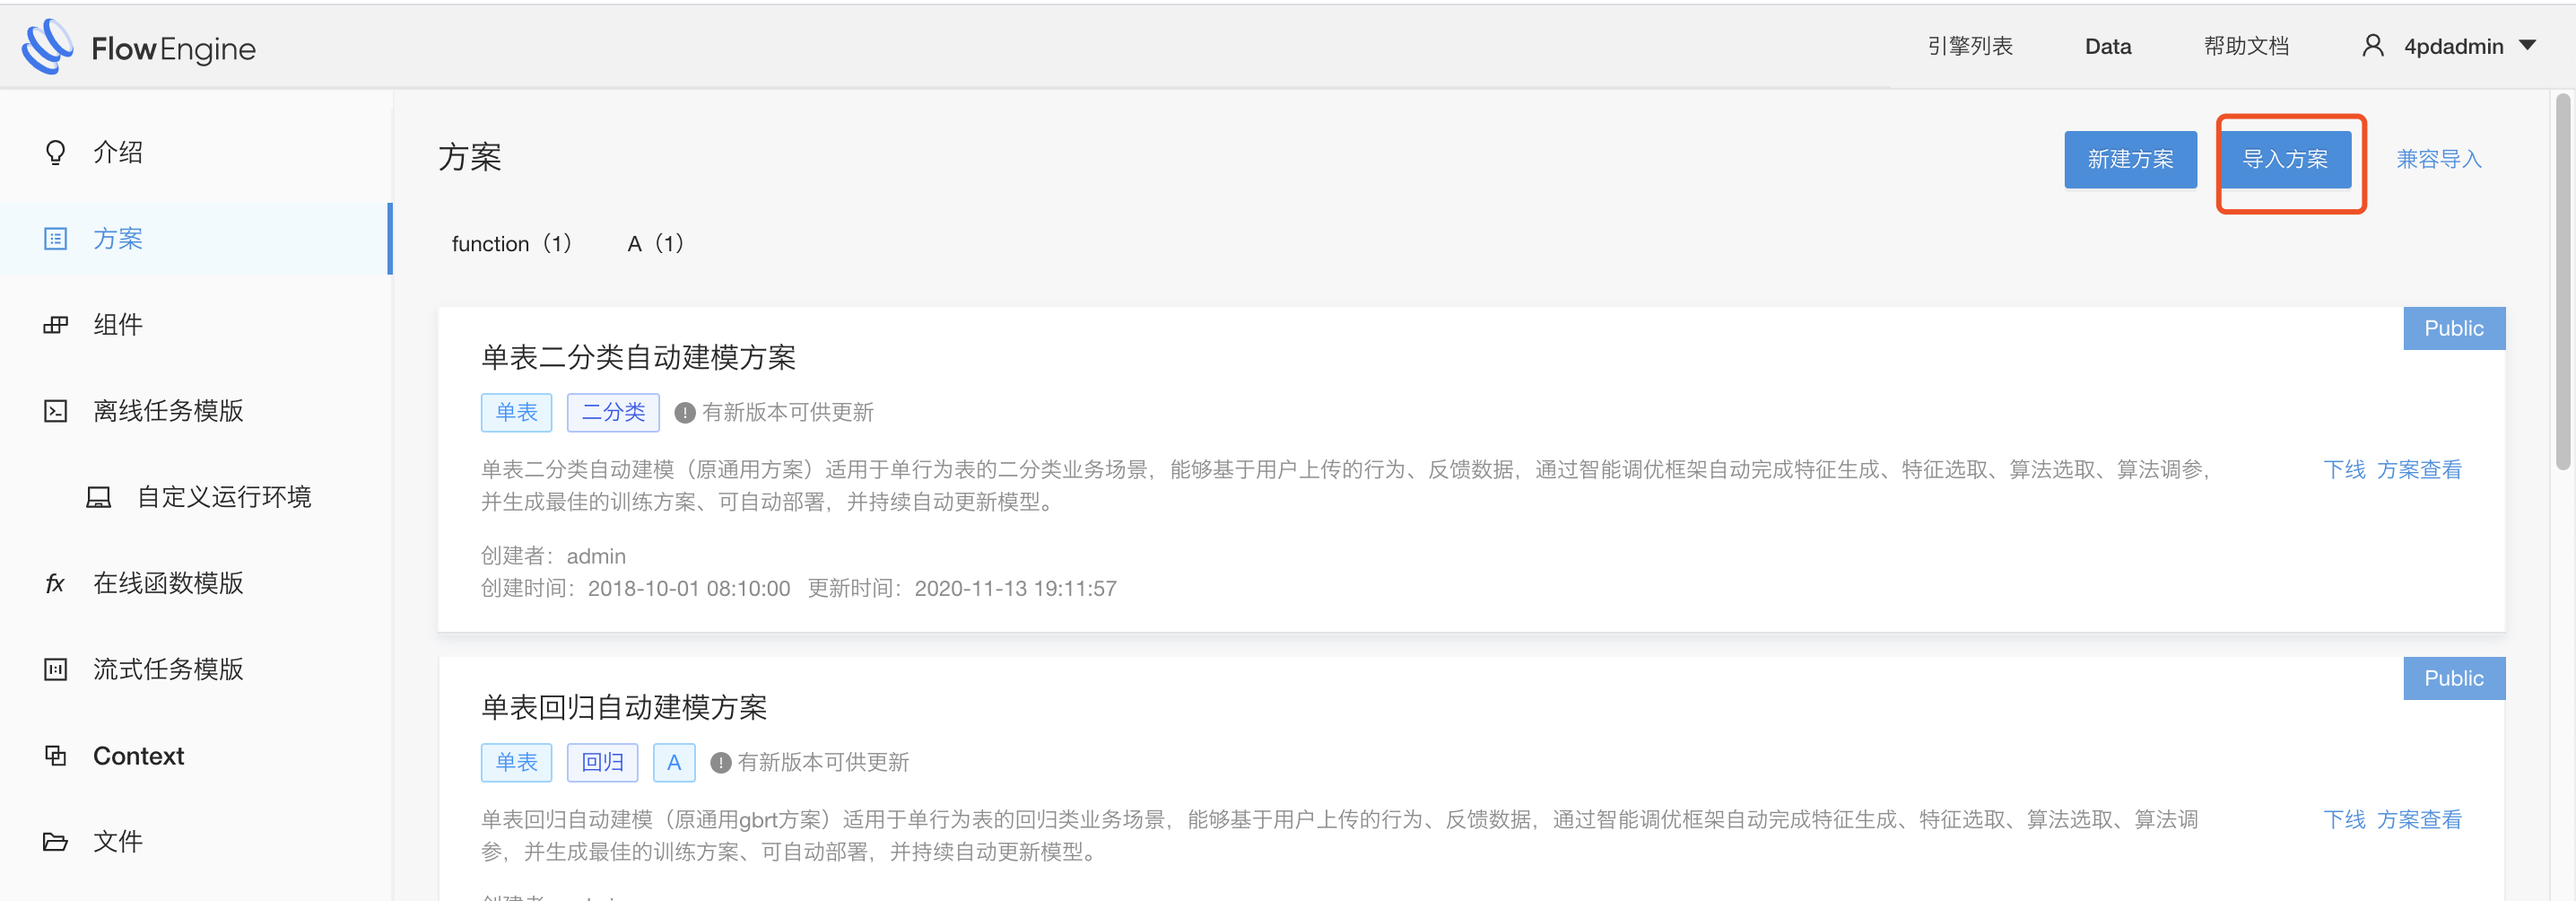 FlowEngine
引擎列表
Data
帮助文档
4pdadmin
介绍
方案
组件
离线任务模版
自定义运行环境
fx 在线函数模版
流式任务模版
Context
文件
方案
新建方案
导入方案
兼容导入
function（1） A（1）
Public
单表二分类自动建模方案
单表 二分类 有新版本可供更新
单表二分类自动建模（原通用方案）适用于单行为表的二分类业务场景，能够基于用户上传的行为、反馈数据，通过智能调优框架自动完成特征生成、特征选取、算法选取、算法调参，
并生成最佳的训练方案、可自动部署，并持续自动更新模型。
下线 方案查看
创建者：admin
创建时间：2018-10-01 08:10:00 更新时间：2020-11-13 19:11:57
Public
单表回归自动建模方案
单表 回归 A 有新版本可供更新
单表回归自动建模（原通用gbrt方案）适用于单行为表的回归类业务场景，能够基于用户上传的行为、反馈数据，通过智能调优框架自动完成特征生成、特征选取、算法选取、算法调
参，并生成最佳的训练方案、可自动部署，并持续自动更新模型。
下线 方案查看